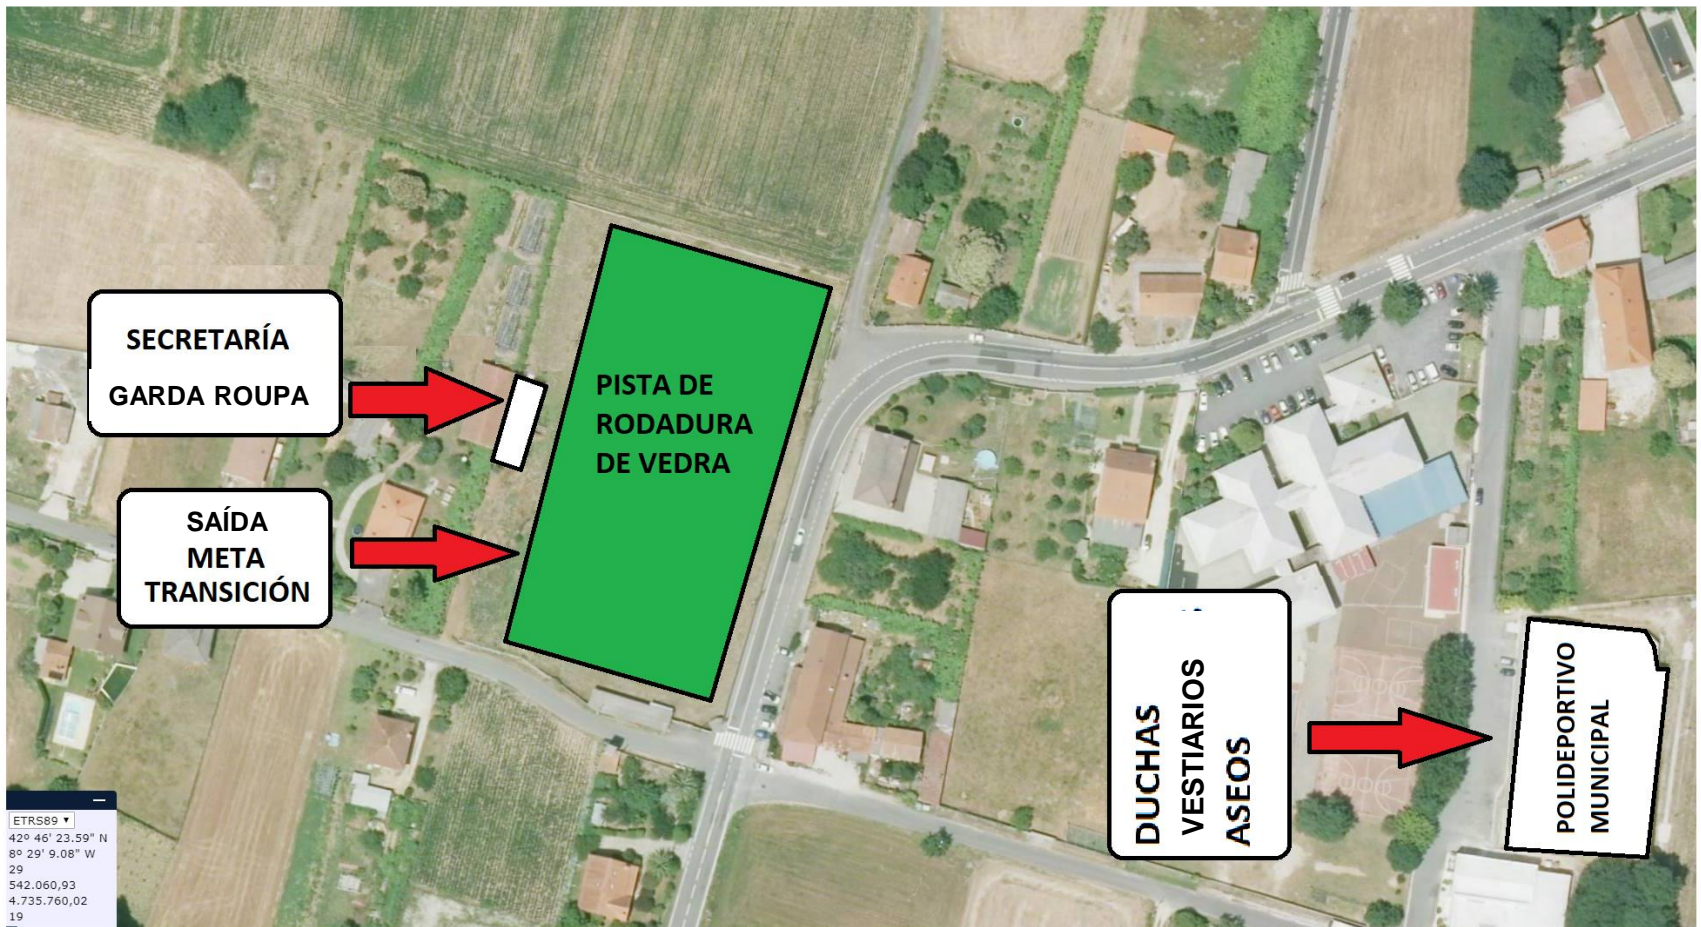 SECRETARÍA
GARDA ROUPA
SAÍDA
META
TRANSICIÓN
PISTA DE
RODADURA
DE VEDRA
DUCHAS
VESTIARIOS
ASEOS
POLIDEPORTIVO
MUNICIPAL
ETRS89
42º 46' 23.59" N
8º 29' 9.08" W
29
542.060,93
4.735.760,02
19